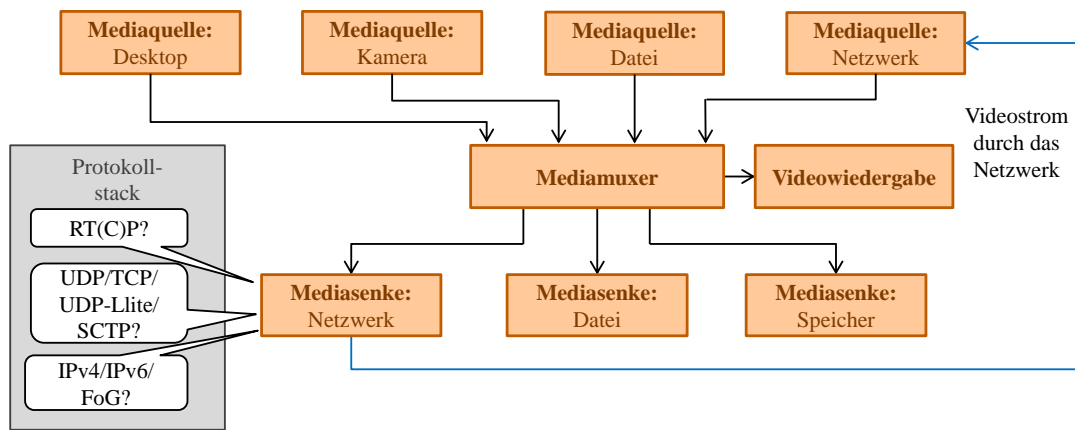 Mediaquelle:
Desktop
Mediaquelle:
Kamera
Mediaquelle:
Datei
Mediaquelle:
Netzwerk
Videostrom
durch das
Netzwerk
Mediamuxer
Videowiedergabe
Protokoll-
stack
RT(C)P?
UDP/TCP/
UDP-Llite/
SCTP?
IPv4/IPv6/
FoG?
Mediasenke:
Netzwerk
Mediasenke:
Datei
Mediasenke:
Speicher